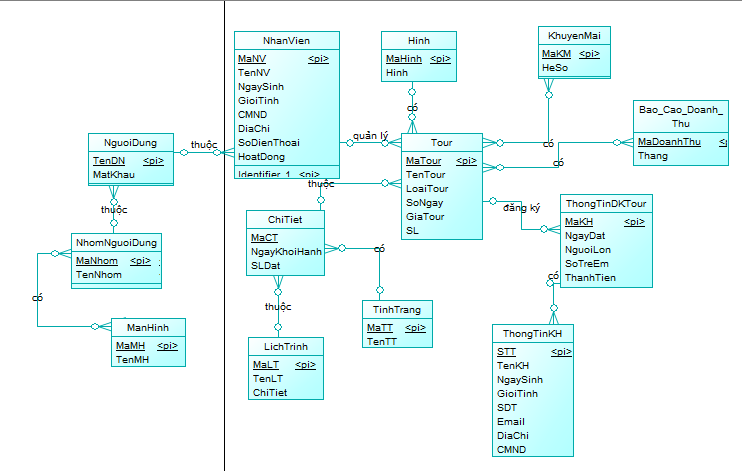 NhanVien
MaNV <pi>
TenNV
NgaySinh
GioiTinh
CMND
DiaChi
SoDienThoai
HoatDong
Identifier_1 <pi>
Hinh
MaHinh <pi>
Hinh
KhuyenMai
MaKM <pi>
HeSo
Bao_Cao_Doanh_
Thu
MaDoanhThu <p
Thang
NguoiDung
TenDN <pi>
MatKhau
thuộc
quản lý
có
có
có
Tour
MaTour <pi>
TenTour
LoaiTour
SoNgay
GiaTour
SL
thuộc
thuộc
đăng ký
ThongTinDKTour
MaKH <pi>
NgayDat
NguoiLon
SoTreEm
ThanhTien
ChiTiet
MaCT
NgayKhoiHanh
SLDat
có
NhomNguoiDung
MaNhom <pi>
TenNhom
có
có
thuộc
ManHinh
MaMH <pi>
TenMH
TinhTrang
MaTT <pi>
TenTT
LichTrinh
MaLT <pi>
TenLT
ChiTiet
ThongTinKH
STT <pi>
TenKH
NgaySinh
GioiTinh
SDT
Email
DiaChi
CMND